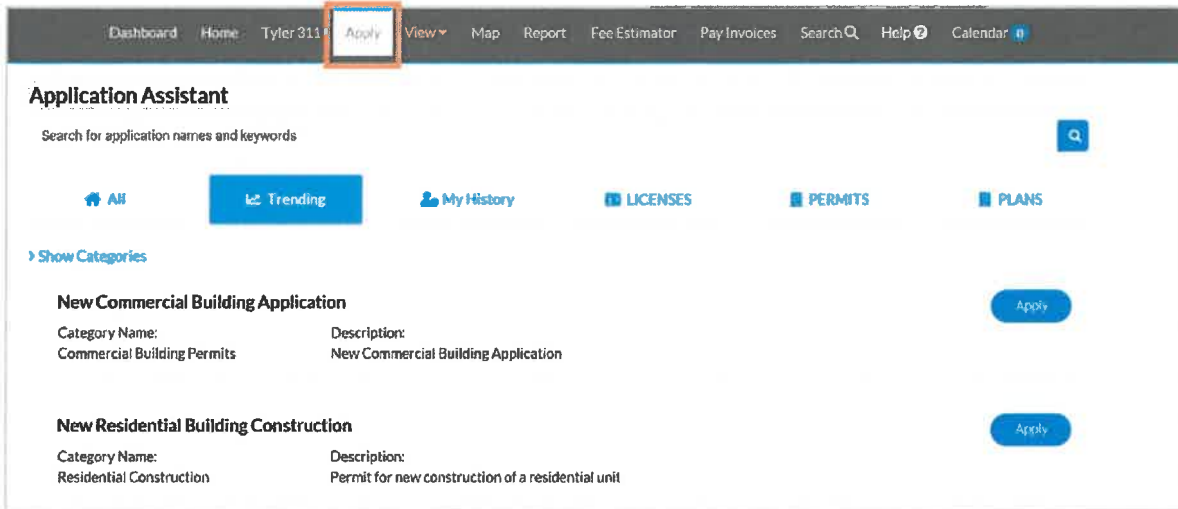 Dashboard Home Tyler 311 Apply View Map Report Fee Estimator Pay Invoices Search Help Calendar 0
Application Assistant
Search for application names and keywords
All Trending My History LICENSES PERMITS PLANS
Show Categories
New Commercial Building Application Apply
Category Name: Description:
Commercial Building Permits New Commercial Building Application
New Residential Building Construction Apply
Category Name: Description:
Residential Construction Permit for new construction of a residential unit